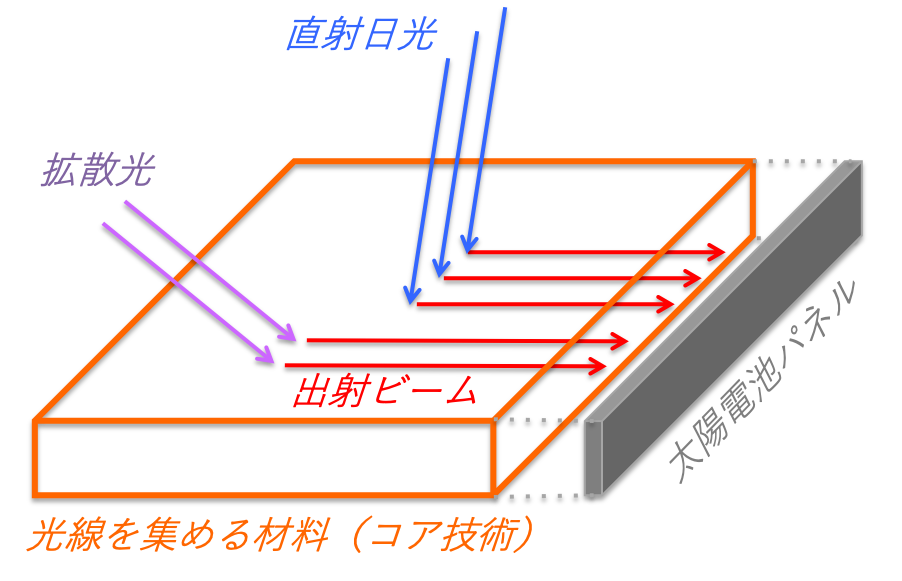 直射日光
拡散光
出射ビーム
太陽電池パネル
光線を集める材料（コア技術）